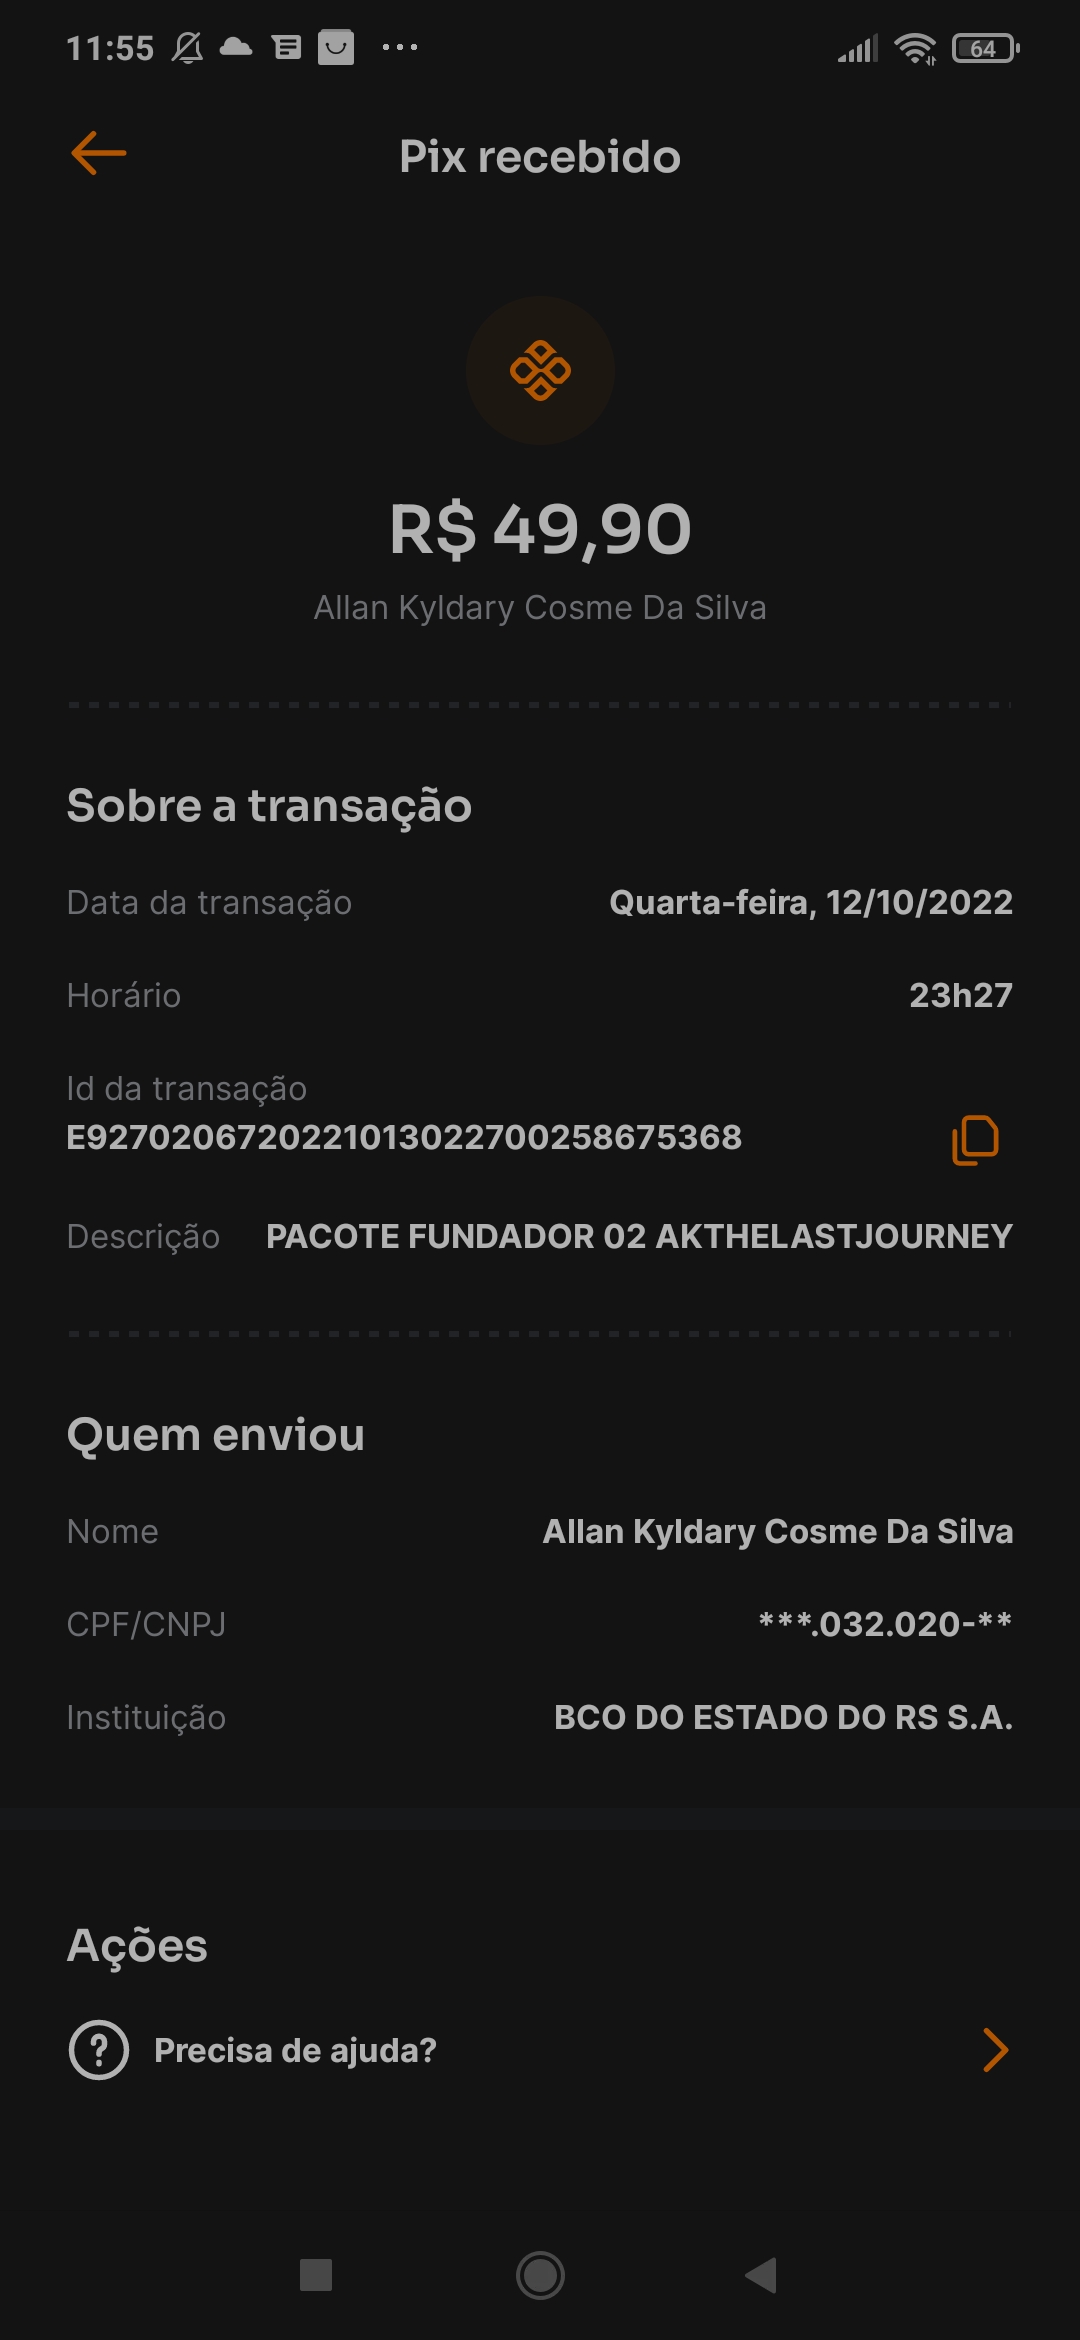 11:55
64
Pix recebido
R$ 49,90
Allan Kyldary Cosme Da Silva
Sobre a transação
Data da transação Quarta-feira, 12/10/2022
Horário 23h27
Id da transação
E9270206720221013022700258675368
Descrição PACOTE FUNDADOR 02 AKTHELASTJOURNEY
Quem enviou
Nome Allan Kyldary Cosme Da Silva
CPF/CNPJ ***.032.020-**
Instituição BCO DO ESTADO DO RS S.A.
Ações
Precisa de ajuda?